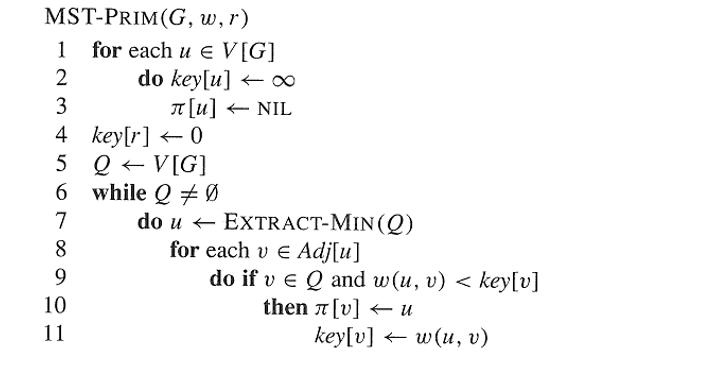 MST-PRIM(G, w, r)
1 for each u ∈ V[G]
2 do key[u] ← ∞
3 π[u] ← NIL
4 key[r] ← 0
5 Q ← V[G]
6 while Q ≠ ∅
7 do u ← EXTRACT-MIN(Q)
8 for each v ∈ Adj[u]
9 do if v ∈ Q and w(u, v) < key[v]
10 then π[v] ← u
11 key[v] ← w(u, v)